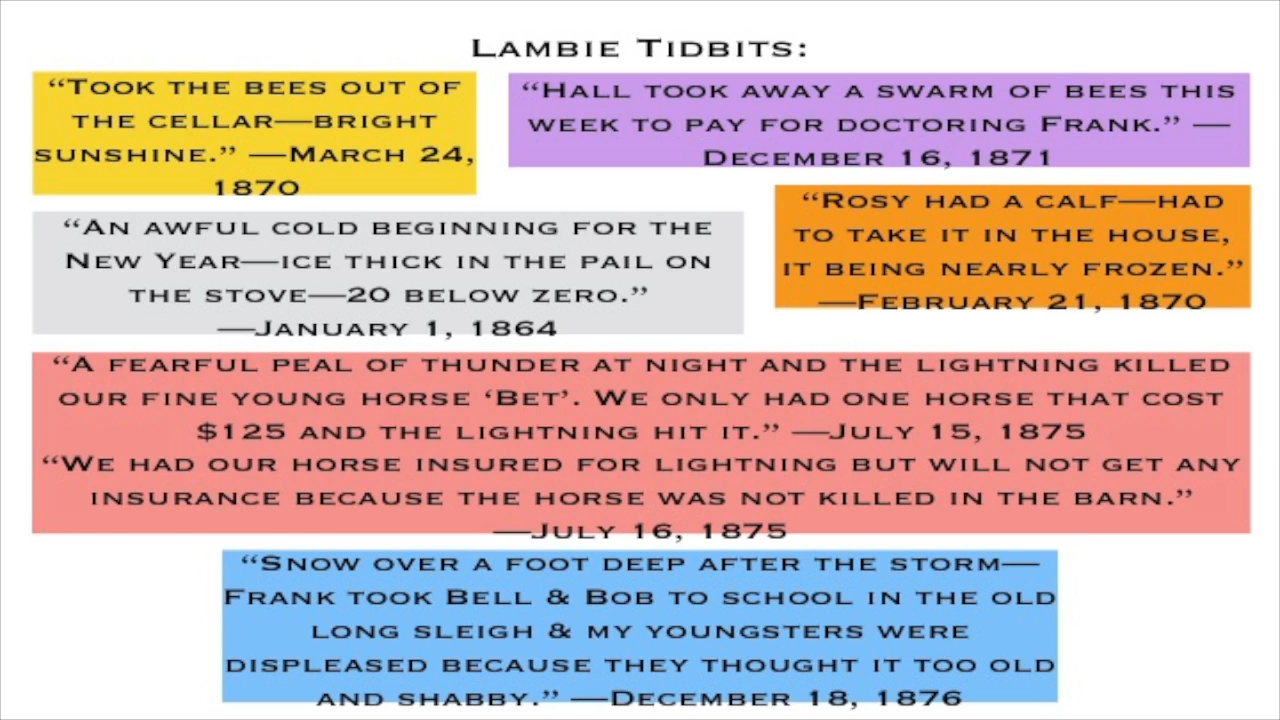 Lambie Tidbits:
“Took the bees out of
the cellar—bright
sunshine.” —March 24,
1870
“Hall took away a swarm of bees this
week to pay for doctoring Frank.” —
December 16, 1871
“An awful cold beginning for the
New Year—ice thick in the pail on
the stove—20 below zero.”
—January 1, 1864
“Rosy had a calf—had
to take it in the house,
it being nearly frozen.”
—February 21, 1870
“A fearful peal of thunder at night and the lightning killed
our fine young horse ‘Bet’. We only had one horse that cost
$125 and the lightning hit it.” —July 15, 1875
“We had our horse insured for lightning but will not get any
insurance because the horse was not killed in the barn.”
—July 16, 1875
“Snow over a foot deep after the storm—
Frank took Bell & Bob to school in the old
long sleigh & my youngsters were
displeased because they thought it too old
and shabby.” —December 18, 1876